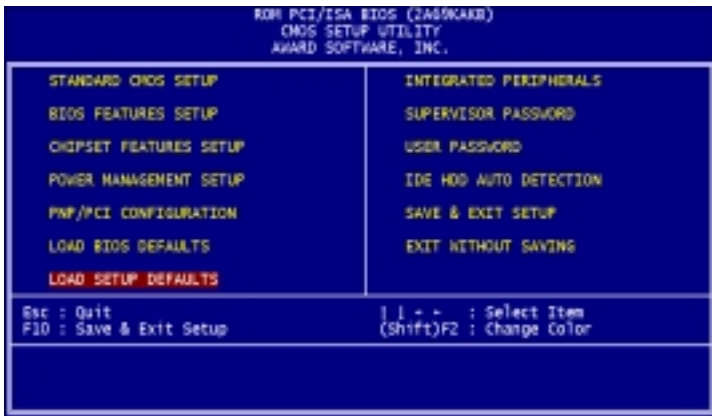 ROM PCI/ISA BIOS (2A69KAKB)
CMOS SETUP UTILITY
AWARD SOFTWARE, INC.
STANDARD CMOS SETUP
BIOS FEATURES SETUP
CHIPSET FEATURES SETUP
POWER MANAGEMENT SETUP
PNP/PCI CONFIGURATION
LOAD BIOS DEFAULTS
LOAD SETUP DEFAULTS
INTEGRATED PERIPHERALS
SUPERVISOR PASSWORD
USER PASSWORD
IDE HDD AUTO DETECTION
SAVE & EXIT SETUP
EXIT WITHOUT SAVING
Esc : Quit
F10 : Save & Exit Setup
↑ ↓ → ← : Select Item
(Shift)F2 : Change Color